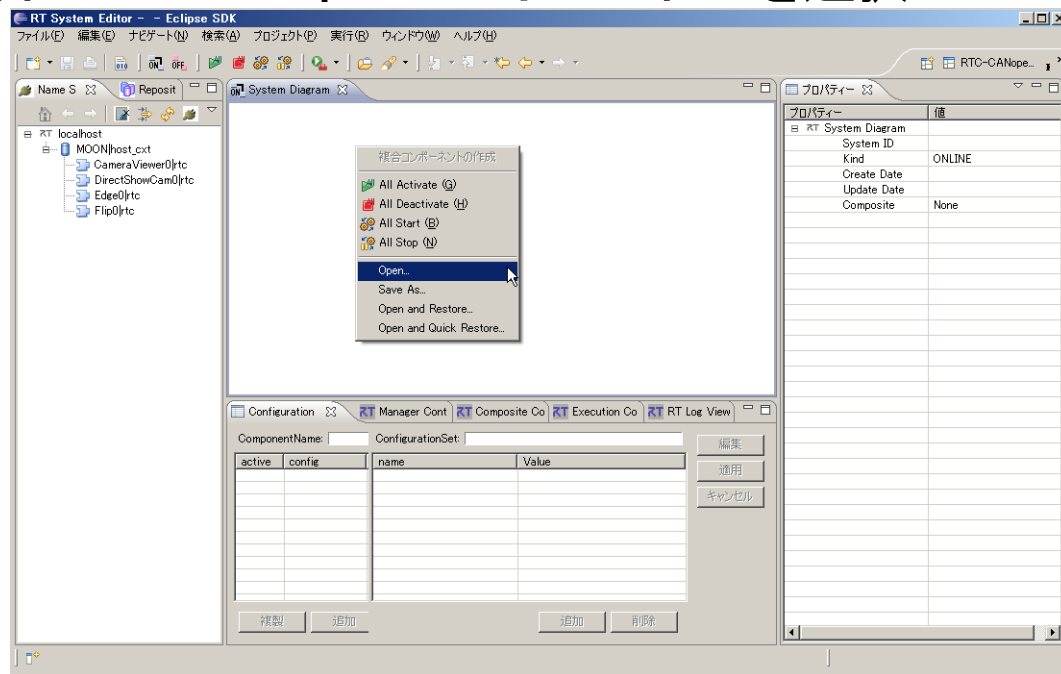 RT System Editor - - Eclipse SDK
ファイル(F) 編集(E) ナビゲート(N) 検索(A) プロジェクト(P) 実行(R) ウィンドウ(W) ヘルプ(H)
RTC-CANope...
Name S
Reposit
System Diagram
プロパティー
プロパティー 値
RT localhost
MOON|host_cxt
CameraViewer0|rtc
DirectShowCam0|rtc
Edge0|rtc
Flip0|rtc
複合コンポーネントの作成
All Activate (G)
All Deactivate (H)
All Start (B)
All Stop (N)
Open...
Save As...
Open and Restore...
Open and Quick Restore...
RT System Diagram
System ID
Kind ONLINE
Create Date
Update Date
Composite None
Configuration RT Manager Cont RT Composite Co RT Execution Co RT RT Log View
ComponentName: ConfigurationSet: 編集
active config name Value
適用
キャンセル
複製 追加 追加 削除